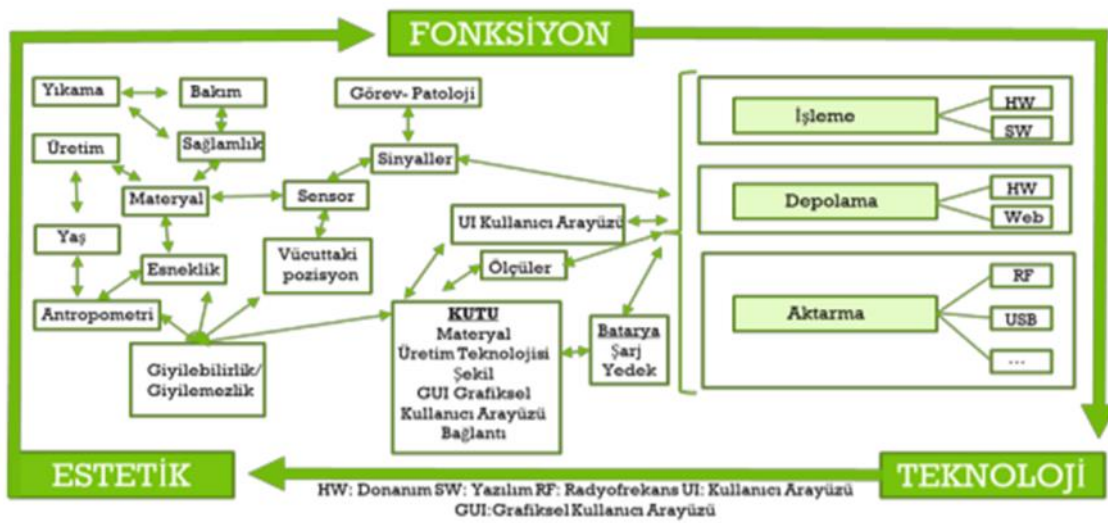 FONKSİYON
Yıkama
Bakım
Görev- Patoloji
Üretim
Sağlamlık
Sinyaller
Materyal
Sensor
Yaş
Esneklik
Vücuttaki
pozisyon
UI Kullanıcı Arayüzü
Ölçüler
Antropometri
Giyilebilirlik/
Giyilemezlik
KUTU
Materyal
Üretim Teknolojisi
Şekil
GUI Grafiksel
Kullanıcı Arayüzü
Bağlantı
Batarya
Şarj
Yedek
İşleme
HW
SW
Depolama
HW
Web
Aktarma
RF
USB
...
ESTETİK
TEKNOLOJİ
HW: Donanım SW: Yazılım RF: Radyofrekans UI: Kullanıcı Arayüzü
GUI:Grafiksel Kullanıcı Arayüzü